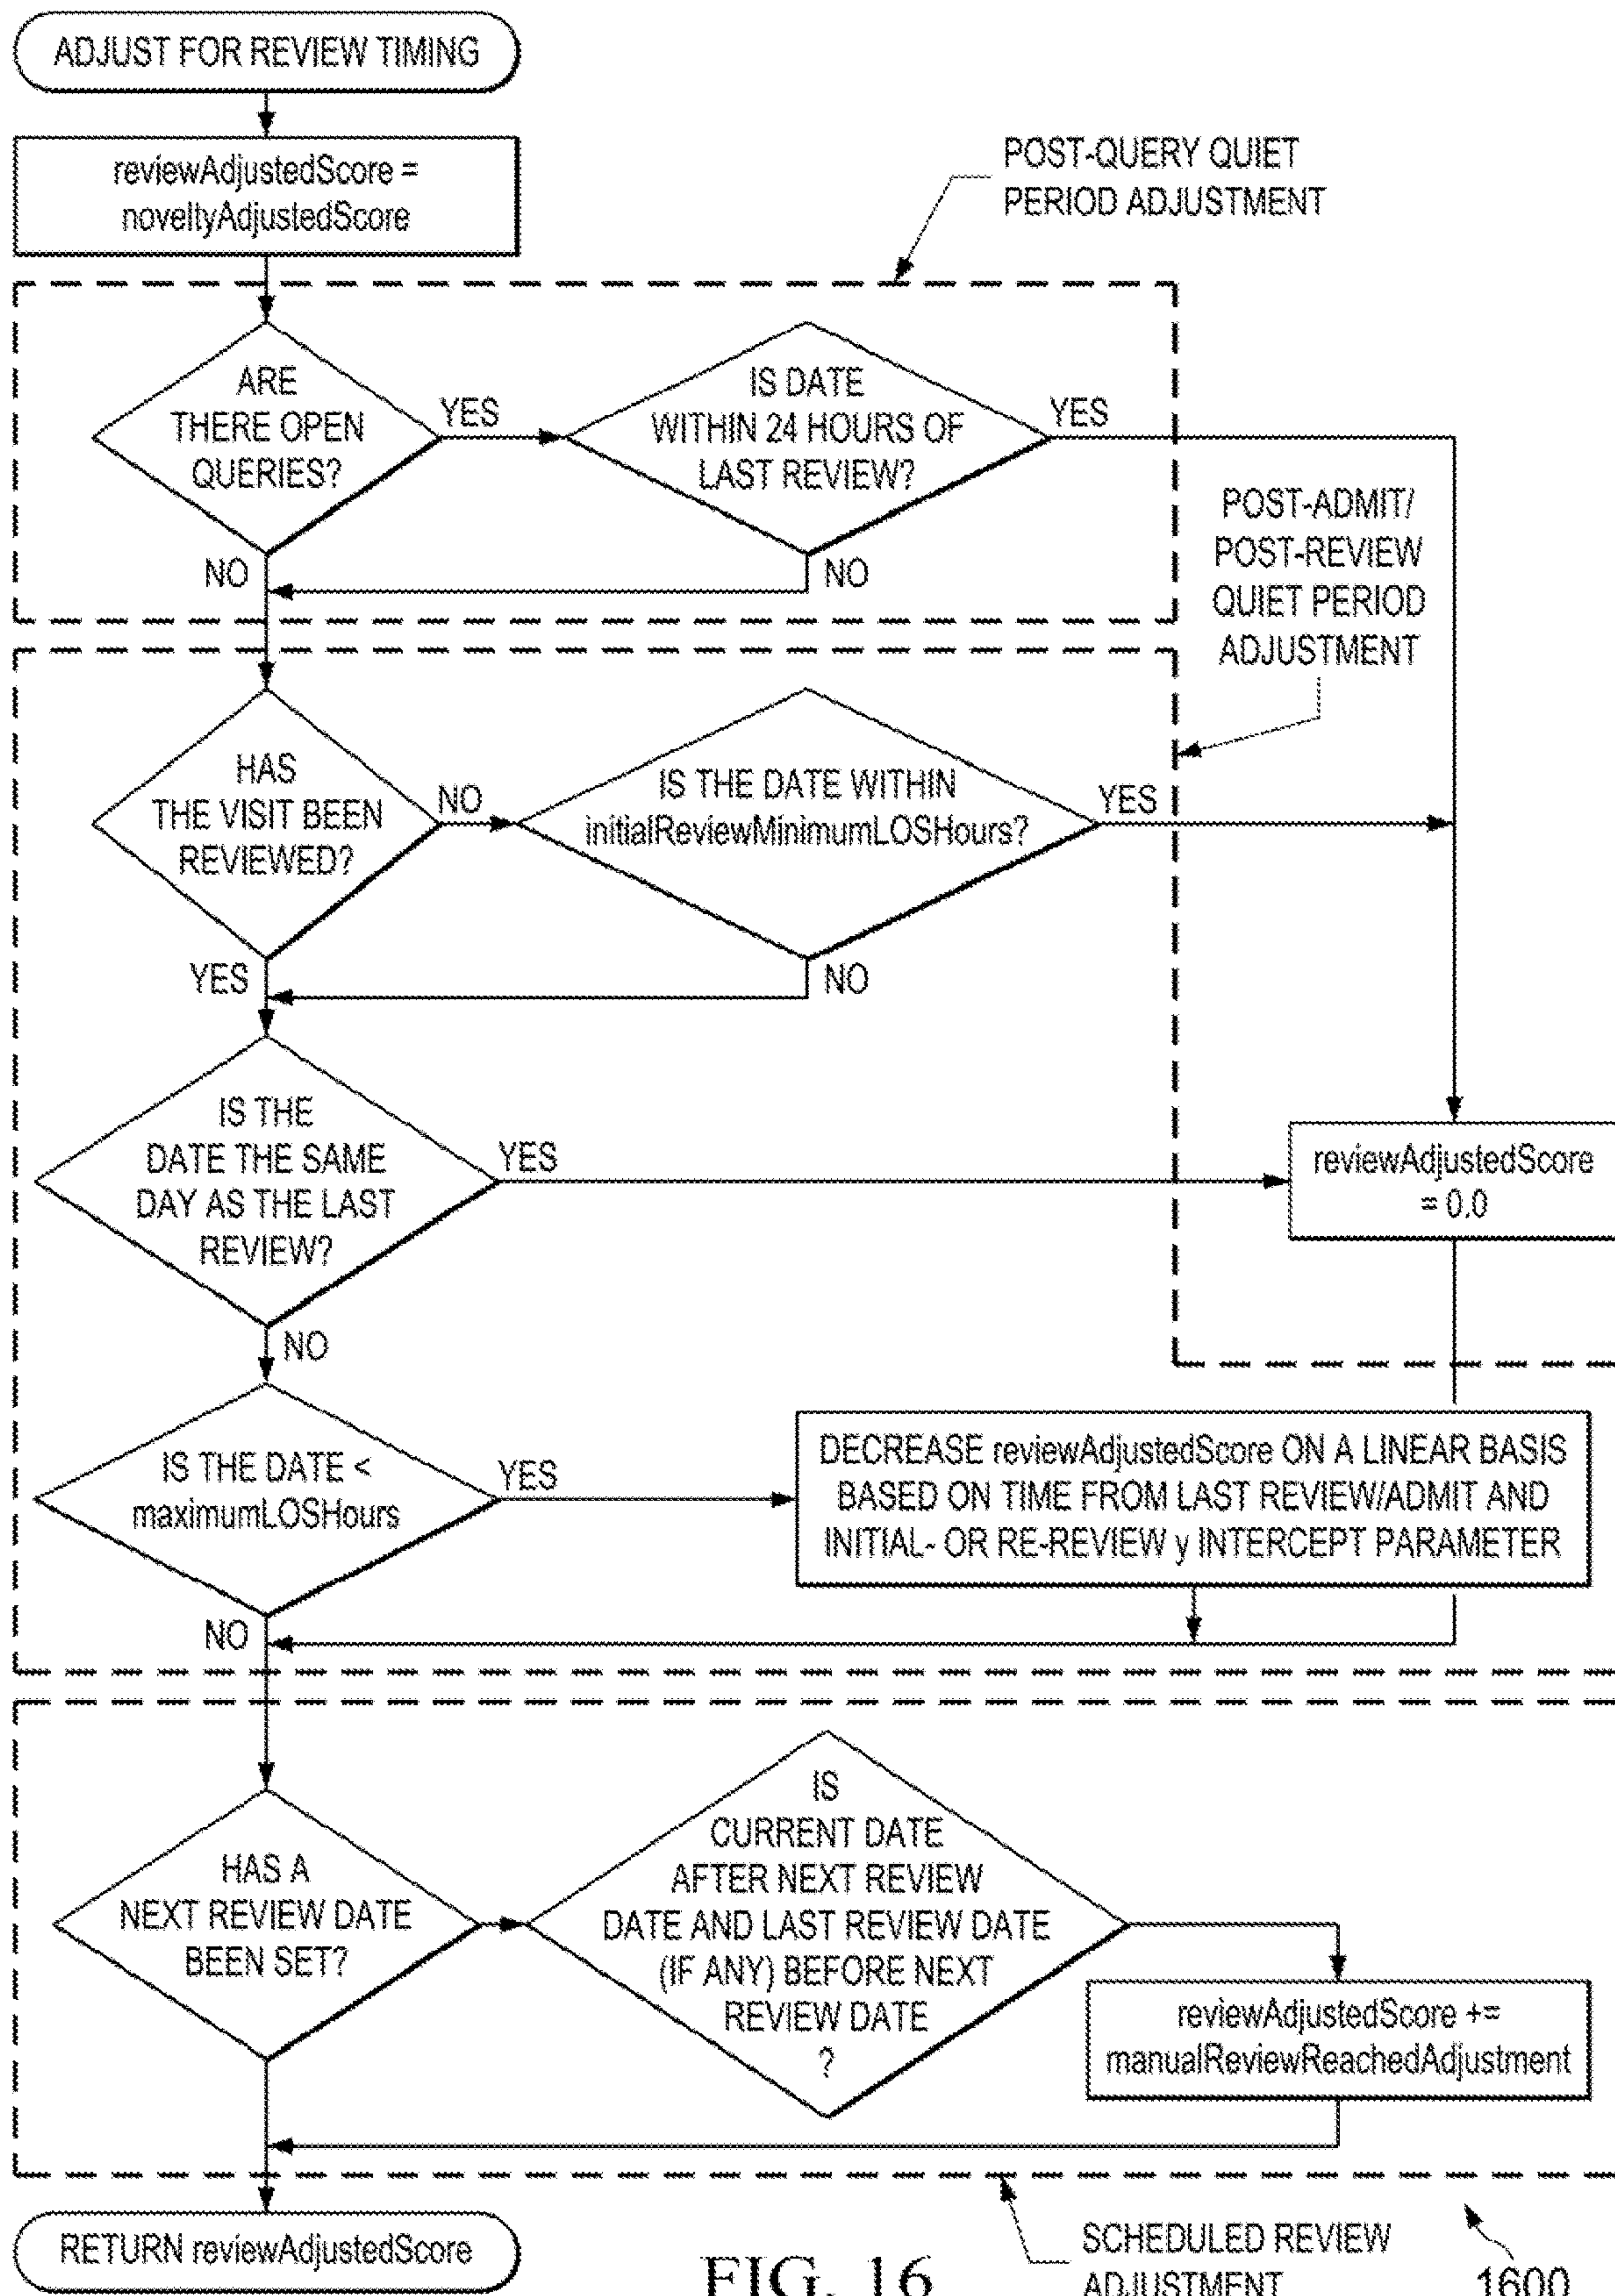 ADJUST FOR REVIEW TIMING
reviewAdjustedScore =
noveltyAdjustedScore
POST-QUERY QUIET
PERIOD ADJUSTMENT
ARE
THERE OPEN
QUERIES?
YES
NO
IS DATE
WITHIN 24 HOURS OF
LAST REVIEW?
YES
NO
POST-ADMIT/
POST-REVIEW
QUIET PERIOD
ADJUSTMENT
HAS
THE VISIT BEEN
REVIEWED?
NO
YES
IS THE DATE WITHIN
initialReviewMinimumLOSHours?
YES
NO
IS THE
DATE THE SAME
DAY AS THE LAST
REVIEW?
YES
NO
reviewAdjustedScore
= 0.0
IS THE DATE <
maximumLOSHours
YES
NO
DECREASE reviewAdjustedScore ON A LINEAR BASIS
BASED ON TIME FROM LAST REVIEW/ADMIT AND
INITIAL- OR RE-REVIEW y INTERCEPT PARAMETER
HAS A
NEXT REVIEW DATE
BEEN SET?
IS
CURRENT DATE
AFTER NEXT REVIEW
DATE AND LAST REVIEW DATE
(IF ANY) BEFORE NEXT
REVIEW DATE
?
reviewAdjustedScore +=
manualReviewReachedAdjustment
RETURN reviewAdjustedScore
FIG. 16
SCHEDULED REVIEW
ADJUSTMENT
1600